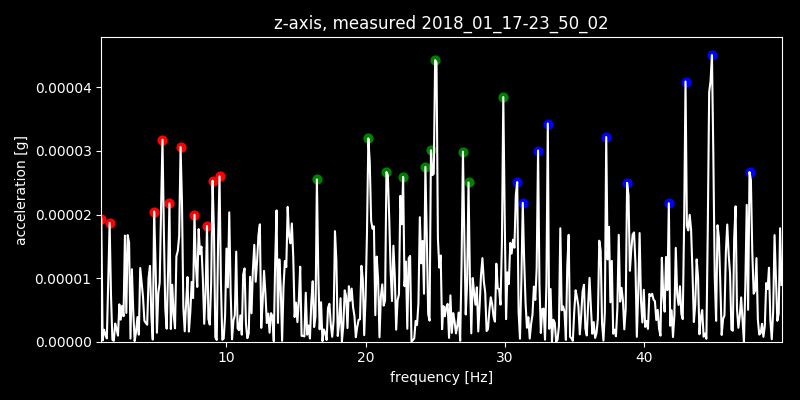 z-axis, measured 2018_01_17-23_50_02
0.00004
0.00003
0.00002
0.00001
0.00000
acceleration [g]
10 20 30 40
frequency [Hz]